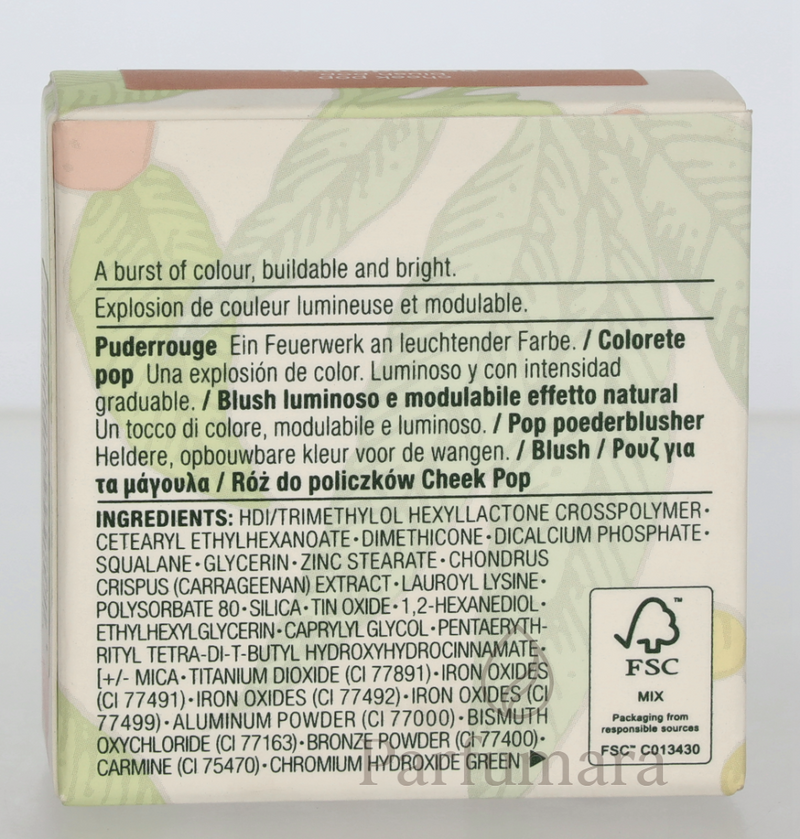 cheek pop
A burst of colour, buildable and bright.
Explosion de couleur lumineuse et modulable.
Puderrouge Ein Feuerwerk an leuchtender Farbe. / Colorete
pop Una explosión de color. Luminoso y con intensidad
graduable. / Blush luminoso e modulabile effetto natural
Un tocco di colore, modulabile e luminoso. / Pop poederblusher
Heldere, opbouwbare kleur voor de wangen. / Blush / Ρουζ για
τα μάγουλα / Róż do policzków Cheek Pop
INGREDIENTS: HDI/TRIMETHYLOL HEXYLLACTONE CROSSPOLYMER•
CETEARYL ETHYLHEXANOATE•DIMETHICONE•DICALCIUM PHOSPHATE•
SQUALANE•GLYCERIN•ZINC STEARATE•CHONDRUS
CRISPUS (CARRAGEENAN) EXTRACT•LAUROYL LYSINE•
POLYSORBATE 80•SILICA•TIN OXIDE•1,2-HEXANEDIOL•
ETHYLHEXYLGLYCERIN•CAPRYLYL GLYCOL•PENTAERYTH-
RITYL TETRA-DI-T-BUTYL HYDROXYHYDROCINNAMATE•
[+/- MICA•TITANIUM DIOXIDE (CI 77891)•IRON OXIDES
(CI 77491)•IRON OXIDES (CI 77492)•IRON OXIDES (CI
77499)•ALUMINUM POWDER (CI 77000)•BISMUTH
OXYCHLORIDE (CI 77163)•BRONZE POWDER (CI 77400)•
CARMINE (CI 75470)•CHROMIUM HYDROXIDE GREEN ▶
™
FSC
MIX
Packaging from
responsible sources
FSC™ C013430
Parfumara